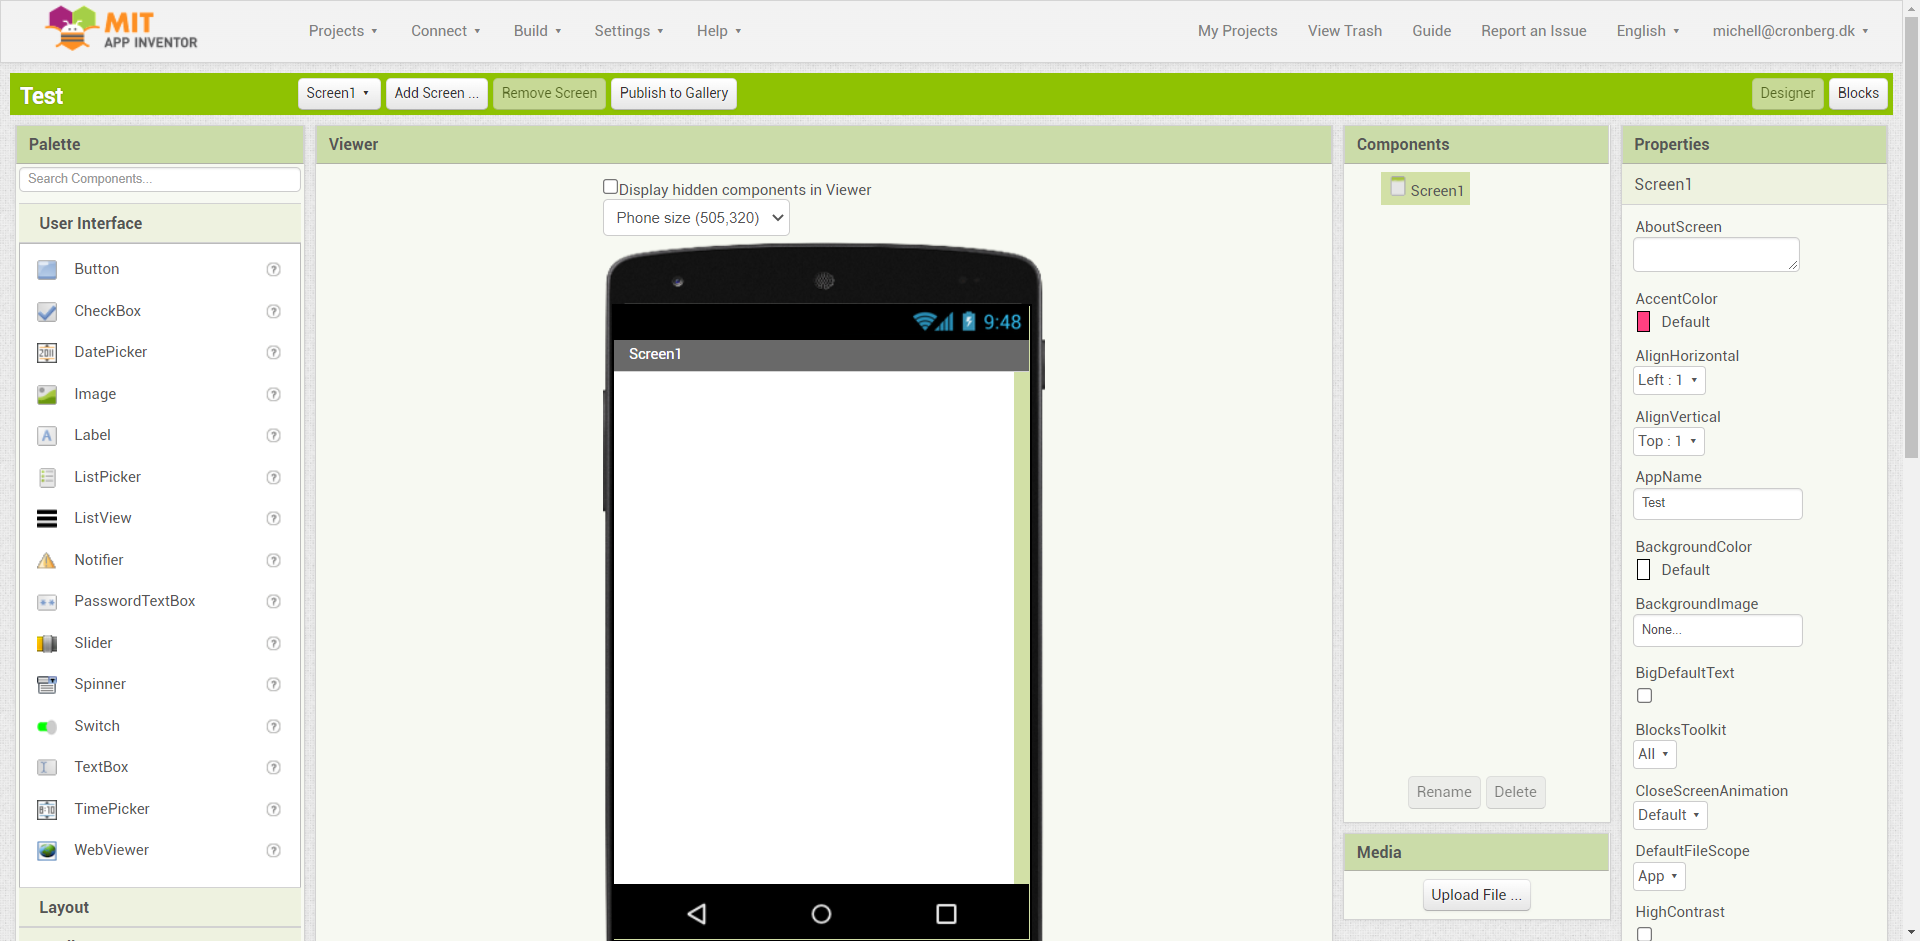 MIT
APP INVENTOR
Projects Connect Build Settings Help My Projects View Trash Guide Report an Issue English michell@cronberg.dk
Test Screen1 Add Screen ... Remove Screen Publish to Gallery Designer Blocks
Palette
Search Components...
User Interface
Button
CheckBox
DatePicker
Image
Label
ListPicker
ListView
Notifier
PasswordTextBox
Slider
Spinner
Switch
TextBox
TimePicker
WebViewer
Layout
Viewer
Display hidden components in Viewer
Phone size (505,320)
9:48
Screen1
Components
Screen1
Rename Delete
Media
Upload File ...
Properties
Screen1
AboutScreen
AccentColor
Default
AlignHorizontal
Left : 1
AlignVertical
Top : 1
AppName
Test
BackgroundColor
Default
BackgroundImage
None...
BigDefaultText
BlocksToolkit
All
CloseScreenAnimation
Default
DefaultFileScope
App
HighContrast